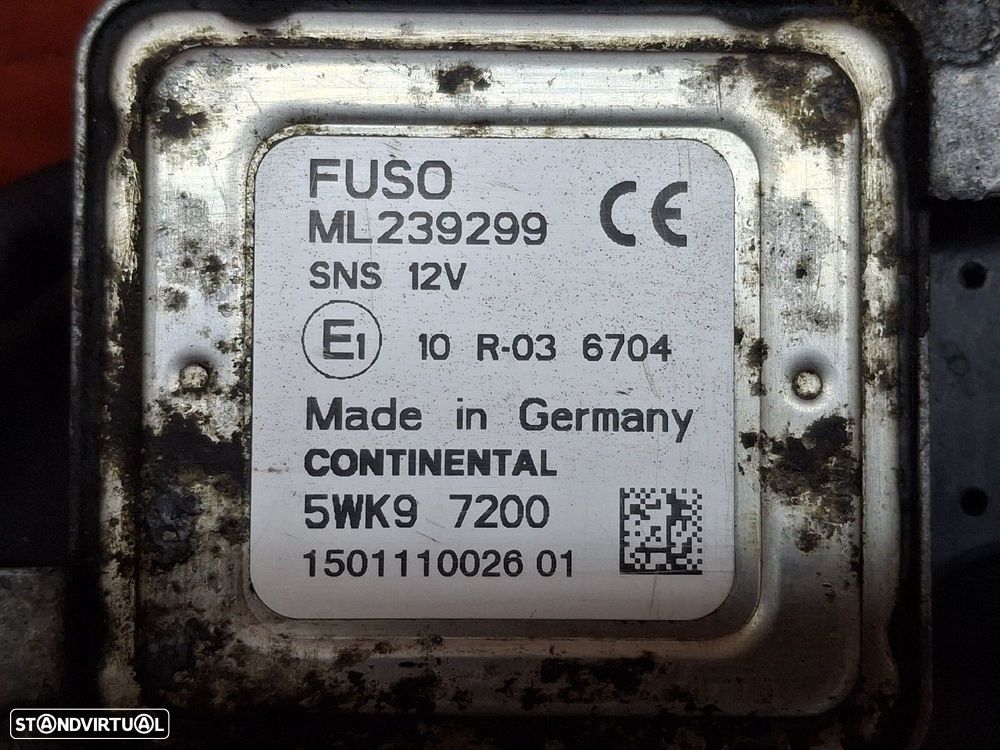 FUSO
ML239299
CE
SNS 12V
E1 10 R-03 6704
Made in Germany
CONTINENTAL
5WK9 7200
1501110026 01
STANDVIRTUAL